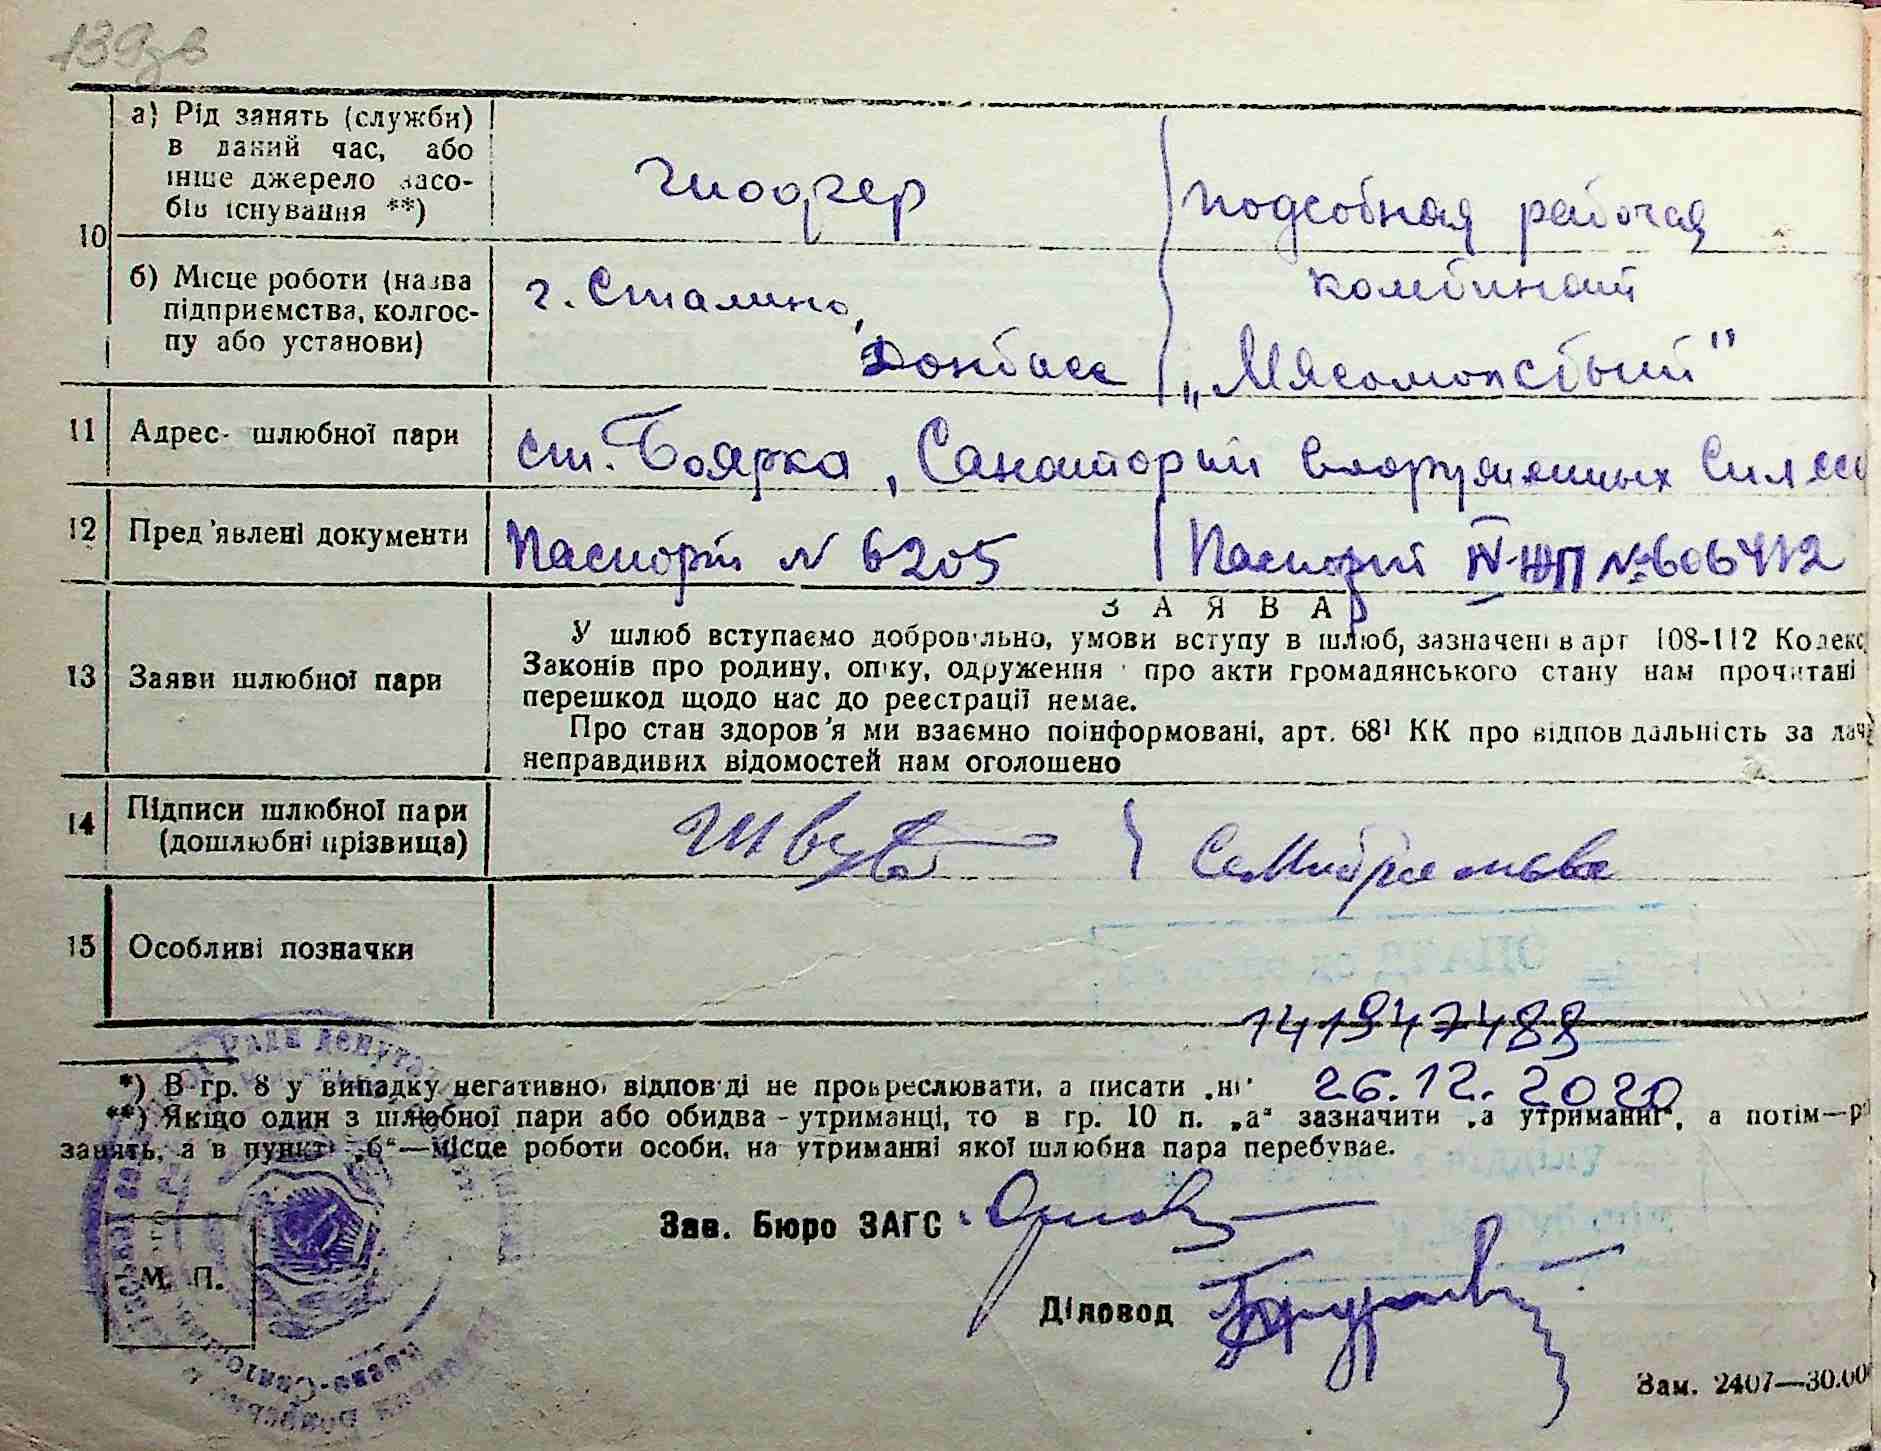 139зв
а) Рід занять (служби)
в даний час, або
інше джерело засо-
бів існування **)
шофер
подсобная рабочая
10
б) Місце роботи (назва
підприємства, колгос-
пу або установи)
г. Сталино,
Донбасс
комбинат
„Мясомолсбыт"
11 Адрес шлюбної пари
ст. Боярка, Санаторий Вооруженных Сил ССС
12 Пред'явлені документи
Паспорт N 6205
Паспорт IV-ЮП № 606412
З А Я В А
13 Заяви шлюбної пари
У шлюб вступаємо добровільно, умови вступу в шлюб, зазначені в арт 108-112 Кодекс
Законів про родину, опіку, одруження і про акти громадянського стану нам прочитані
перешкод щодо нас до реєстрації немає.
Про стан здоров'я ми взаємно поінформовані, арт. 68¹ КК про відповідальність за дач
неправдивих відомостей нам оголошено
14 Підписи шлюбної пари
(дошлюбні прізвища)
15 Особливі позначки
141947488
*) В гр. 8 у випадку негативної відповіді не прокреслювати, а писати „ні"
26.12.2020
**) Якщо один з шлюбної пари або обидва - утриманці, то в гр. 10 п. „а" зазначити „а утриманні", а потім—р
занять, а в пункті „б"—місце роботи особи, на утриманні якої шлюбна пара перебуває.
Зав. Бюро ЗАГС
М. П.
Діловод
Києво-Свято
Зам. 2407—30.00